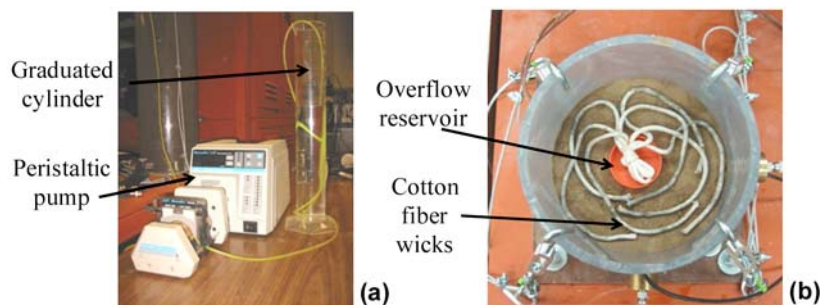 Graduated
cylinder
Peristaltic
pump
(a)
Overflow
reservoir
Cotton
fiber
wicks
(b)